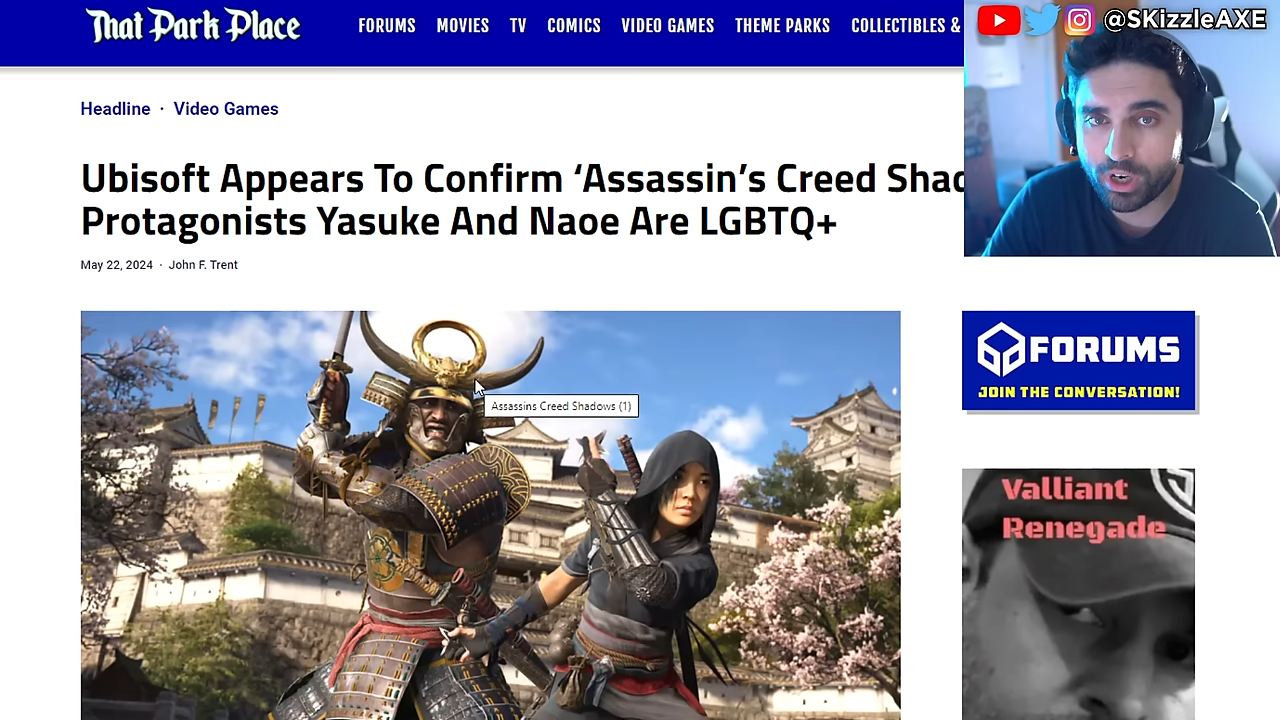 That Park Place
FORUMS MOVIES TV COMICS VIDEO GAMES THEME PARKS COLLECTIBLES &
@SKizzleAXE
Headline · Video Games
Ubisoft Appears To Confirm ‘Assassin’s Creed Shad
Protagonists Yasuke And Naoe Are LGBTQ+
May 22, 2024 · John F. Trent
FORUMS
JOIN THE CONVERSATION!
Assassins Creed Shadows (1)
Valliant
Renegade